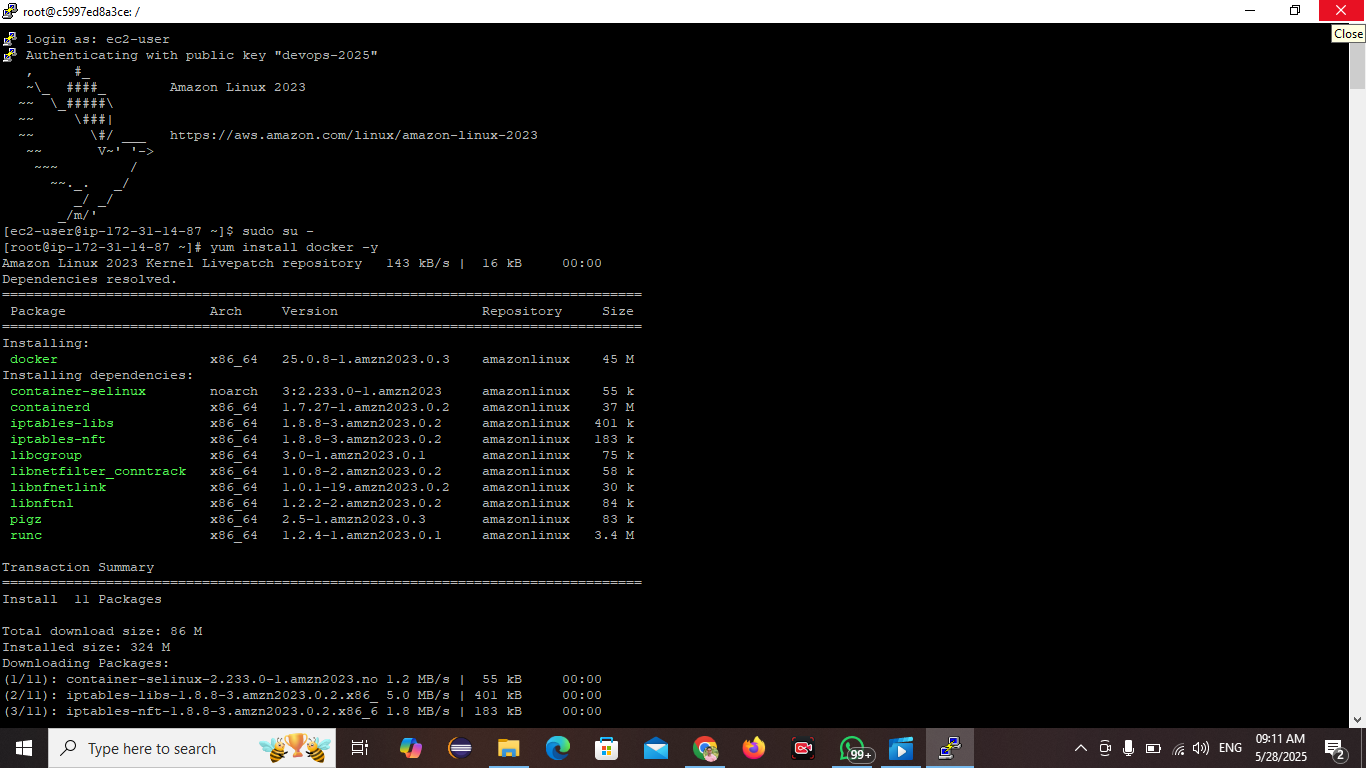 root@c5997ed8a3ce: /
Close
login as: ec2-user
Authenticating with public key "devops-2025"
   ,     #_
   ~\_  ####_        Amazon Linux 2023
  ~~  \_#####\
  ~~     \###|
  ~~       \#/ ___   https://aws.amazon.com/linux/amazon-linux-2023
   ~~       V~' '->
    ~~~         /
      ~~._.   _/
         _/ _/
       _/m/'
[ec2-user@ip-172-31-14-87 ~]$ sudo su -
[root@ip-172-31-14-87 ~]# yum install docker -y
Amazon Linux 2023 Kernel Livepatch repository   143 kB/s |  16 kB     00:00
Dependencies resolved.
================================================================================
 Package                  Arch     Version                  Repository     Size
================================================================================
Installing:
 docker                   x86_64   25.0.8-1.amzn2023.0.3    amazonlinux    45 M
Installing dependencies:
 container-selinux        noarch   3:2.233.0-1.amzn2023     amazonlinux    55 k
 containerd               x86_64   1.7.27-1.amzn2023.0.2    amazonlinux    37 M
 iptables-libs            x86_64   1.8.8-3.amzn2023.0.2     amazonlinux   401 k
 iptables-nft             x86_64   1.8.8-3.amzn2023.0.2     amazonlinux   183 k
 libcgroup                x86_64   3.0-1.amzn2023.0.1       amazonlinux    75 k
 libnetfilter_conntrack   x86_64   1.0.8-2.amzn2023.0.2     amazonlinux    58 k
 libnfnetlink             x86_64   1.0.1-19.amzn2023.0.2    amazonlinux    30 k
 libnftnl                 x86_64   1.2.2-2.amzn2023.0.2     amazonlinux    84 k
 pigz                     x86_64   2.5-1.amzn2023.0.3       amazonlinux    83 k
 runc                     x86_64   1.2.4-1.amzn2023.0.1     amazonlinux   3.4 M
Transaction Summary
================================================================================
Install  11 Packages
Total download size: 86 M
Installed size: 324 M
Downloading Packages:
(1/11): container-selinux-2.233.0-1.amzn2023.no 1.2 MB/s |  55 kB     00:00
(2/11): iptables-libs-1.8.8-3.amzn2023.0.2.x86_ 5.0 MB/s | 401 kB     00:00
(3/11): iptables-nft-1.8.8-3.amzn2023.0.2.x86_6 1.8 MB/s | 183 kB     00:00
Type here to search
99+
ENG
09:11 AM
5/28/2025
2